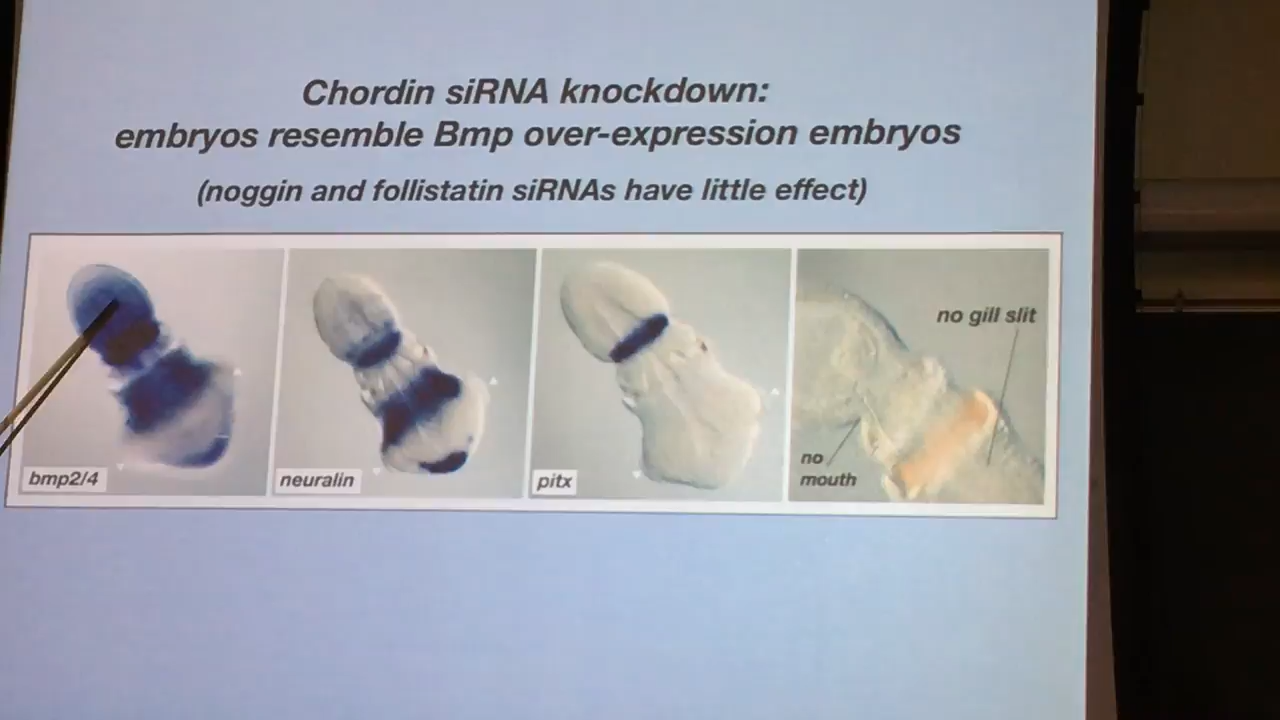 Chordin siRNA knockdown:
embryos resemble Bmp over-expression embryos
(noggin and follistatin siRNAs have little effect)
no gill slit
no
mouth
bmp2/4
neuralin
pitx